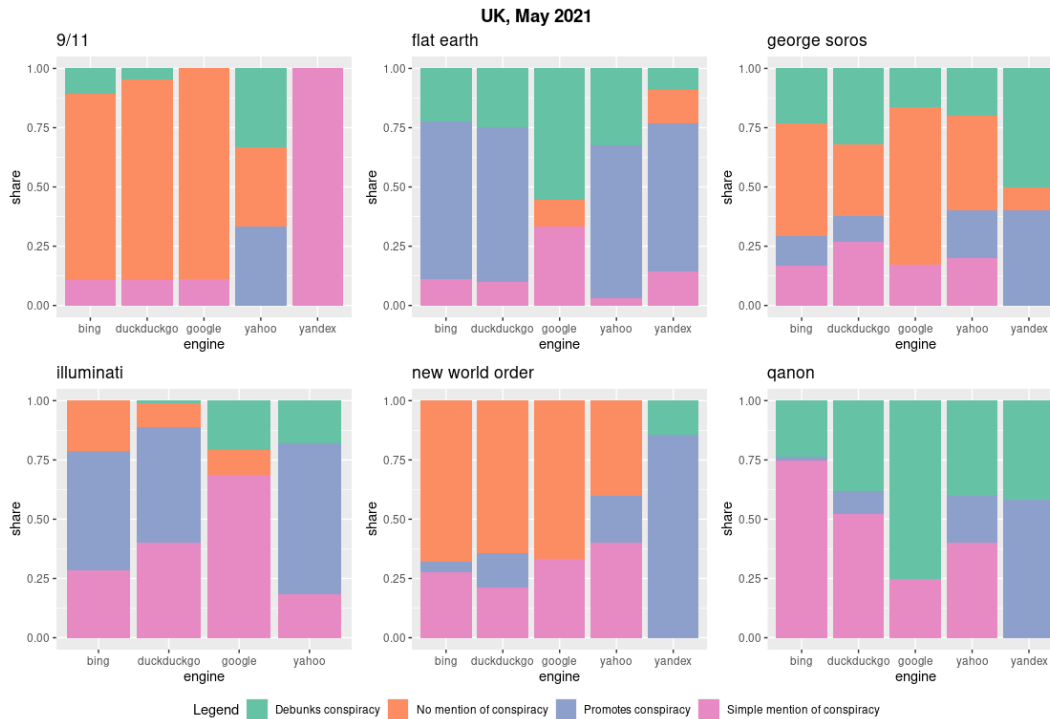 UK, May 2021
9/11
flat earth
george soros
1.00
0.75
0.50
0.25
0.00
share
bing duckduckgo google yahoo yandex
engine
1.00
0.75
0.50
0.25
0.00
share
bing duckduckgo google yahoo yandex
engine
1.00
0.75
0.50
0.25
0.00
share
bing duckduckgo google yahoo yandex
engine
illuminati
new world order
qanon
1.00
0.75
0.50
0.25
0.00
share
bing duckduckgo google yahoo
engine
1.00
0.75
0.50
0.25
0.00
share
bing duckduckgo google yahoo yandex
engine
1.00
0.75
0.50
0.25
0.00
share
bing duckduckgo google yahoo yandex
engine
Legend Debunks conspiracy No mention of conspiracy Promotes conspiracy Simple mention of conspiracy